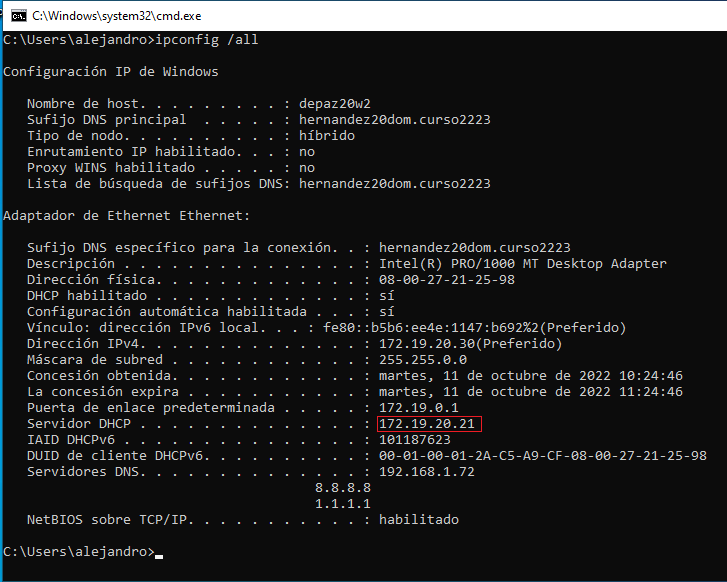 C:\Windows\system32\cmd.exe
C:\Users\alejandro>ipconfig /all
Configuración IP de Windows
Nombre de host. . . . . . . . . : depaz20w2
Sufijo DNS principal  . . . . . : hernandez20dom.curso2223
Tipo de nodo. . . . . . . . . . : híbrido
Enrutamiento IP habilitado. . . : no
Proxy WINS habilitado . . . . . : no
Lista de búsqueda de sufijos DNS: hernandez20dom.curso2223
Adaptador de Ethernet Ethernet:
Sufijo DNS específico para la conexión. . : hernandez20dom.curso2223
Descripción . . . . . . . . . . . . . . . : Intel(R) PRO/1000 MT Desktop Adapter
Dirección física. . . . . . . . . . . . . : 08-00-27-21-25-98
DHCP habilitado . . . . . . . . . . . . . : sí
Configuración automática habilitada . . . : sí
Vínculo: dirección IPv6 local. . . : fe80::b5b6:ee4e:1147:b692%2(Preferido)
Dirección IPv4. . . . . . . . . . . . . . : 172.19.20.30(Preferido)
Máscara de subred . . . . . . . . . . . . : 255.255.0.0
Concesión obtenida. . . . . . . . . . . . : martes, 11 de octubre de 2022 10:24:46
La concesión expira . . . . . . . . . . . : martes, 11 de octubre de 2022 11:24:46
Puerta de enlace predeterminada . . . . . : 172.19.0.1
Servidor DHCP . . . . . . . . . . . . . . : 172.19.20.21
IAID DHCPv6 . . . . . . . . . . . . . . . : 101187623
DUID de cliente DHCPv6. . . . . . . . . . : 00-01-00-01-2A-C5-A9-CF-08-00-27-21-25-98
Servidores DNS. . . . . . . . . . . . . . : 192.168.1.72
8.8.8.8
1.1.1.1
NetBIOS sobre TCP/IP. . . . . . . . . . . : habilitado
C:\Users\alejandro>